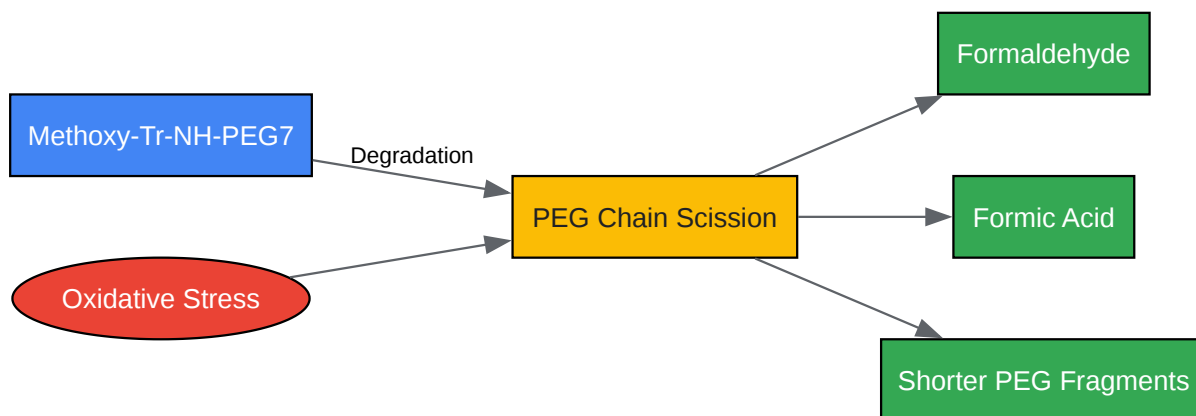 Methoxy-Tr-NH-PEG7
Oxidative Stress
Degradation
PEG Chain Scission
Formaldehyde
Formic Acid
Shorter PEG Fragments